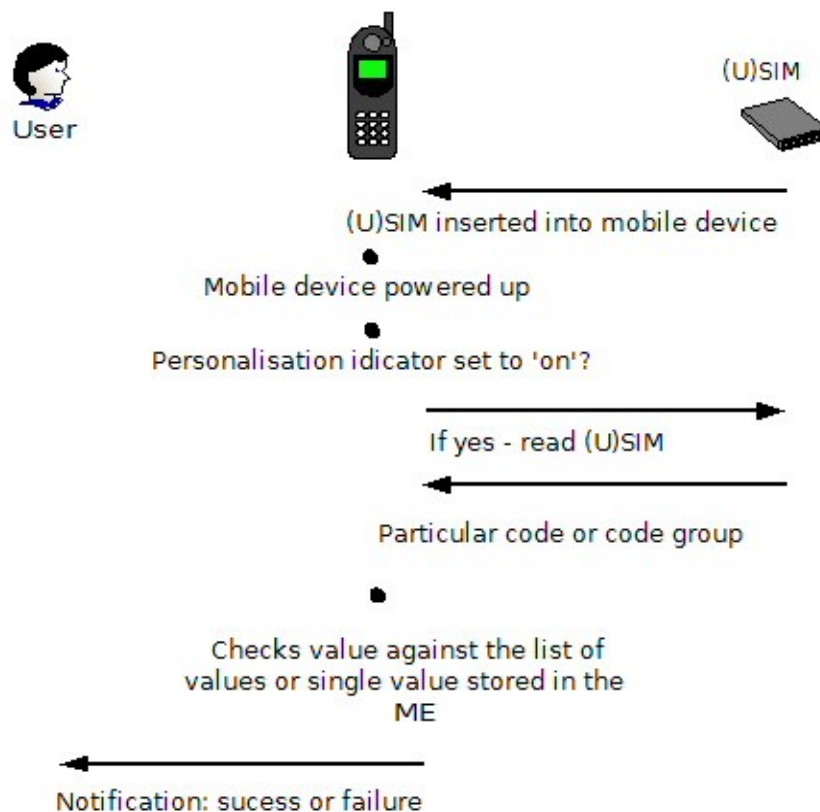 (U)SIM
User
(U)SIM inserted into mobile device
Mobile device powered up
Personalisation idicator set to 'on'?
If yes - read (U)SIM
Particular code or code group
Checks value against the list of
values or single value stored in the
ME
Notification: sucess or failure